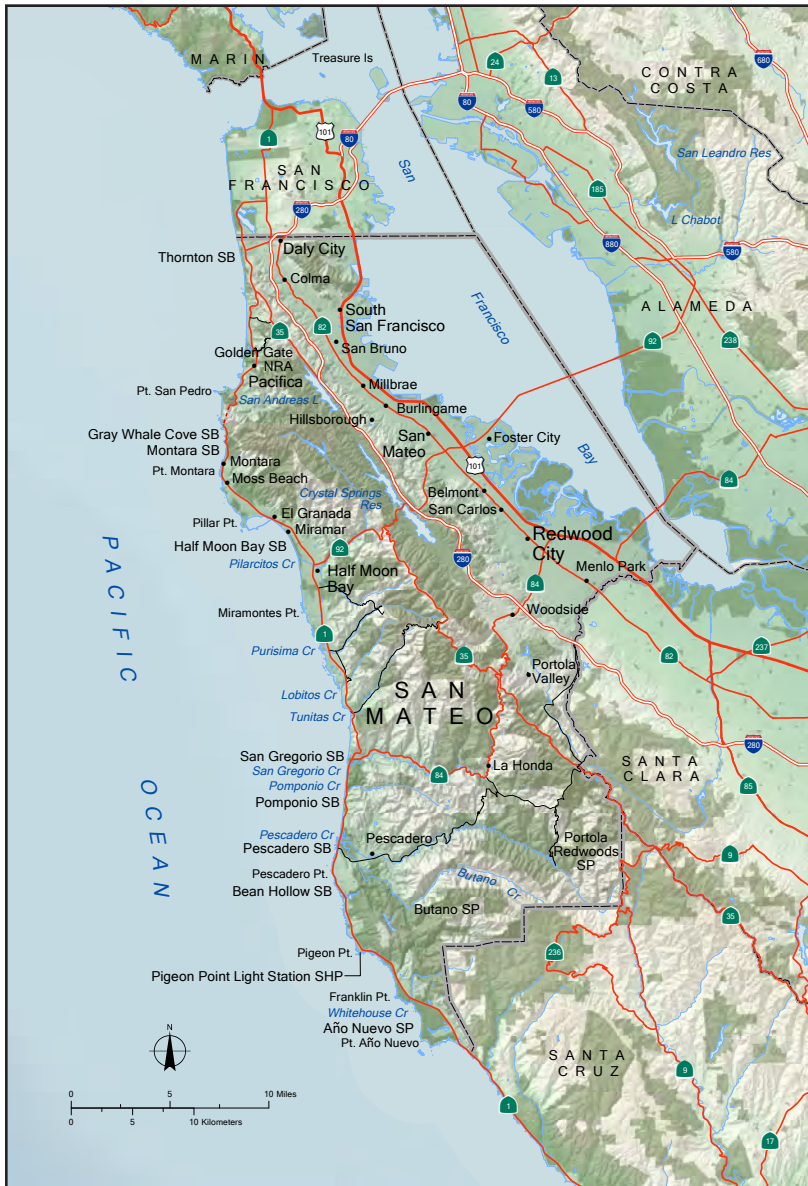 MARIN
Treasure Is
24
13
CONTRA
COSTA
680
80
580
1
101
80
San
San Leandro Res
SAN
FRANCISCO
185
280
L Chabot
880
580
Thornton SB
Daly City
Colma
ALAMEDA
Francisco
South
San Francisco
35
82
92
238
San Bruno
Golden Gate
NRA
Pacifica
Pt. San Pedro
San Andreas L
Millbrae
Burlingame
Hillsborough
Gray Whale Cove SB
Montara SB
San
Mateo
Foster City
Bay
Montara
Pt. Montara
Moss Beach
101
84
Crystal Springs
Res
Belmont
San Carlos
El Granada
Pillar Pt.
Miramar
Half Moon Bay SB
Redwood
City
92
280
Pilarcitos Cr
Half Moon
Bay
Menlo Park
84
Miramontes Pt.
Woodside
1
Purisima Cr
35
82
237
Portola
Valley
SAN
MATEO
Lobitos Cr
Tunitas Cr
280
San Gregorio SB
San Gregorio Cr
La Honda
SANTA
CLARA
84
85
Pomponio Cr
Pomponio SB
Pescadero Cr
Pescadero
Pescadero SB
Portola
Redwoods
SP
9
Pescadero Pt.
Bean Hollow SB
Butano Cr
Butano SP
35
Pigeon Pt.
236
Pigeon Point Light Station SHP
Franklin Pt.
Whitehouse Cr
Año Nuevo SP
Pt. Año Nuevo
SANTA
CRUZ
9
1
17
PACIFIC
OCEAN
N
0 5 10 Miles
0 5 10 Kilometers